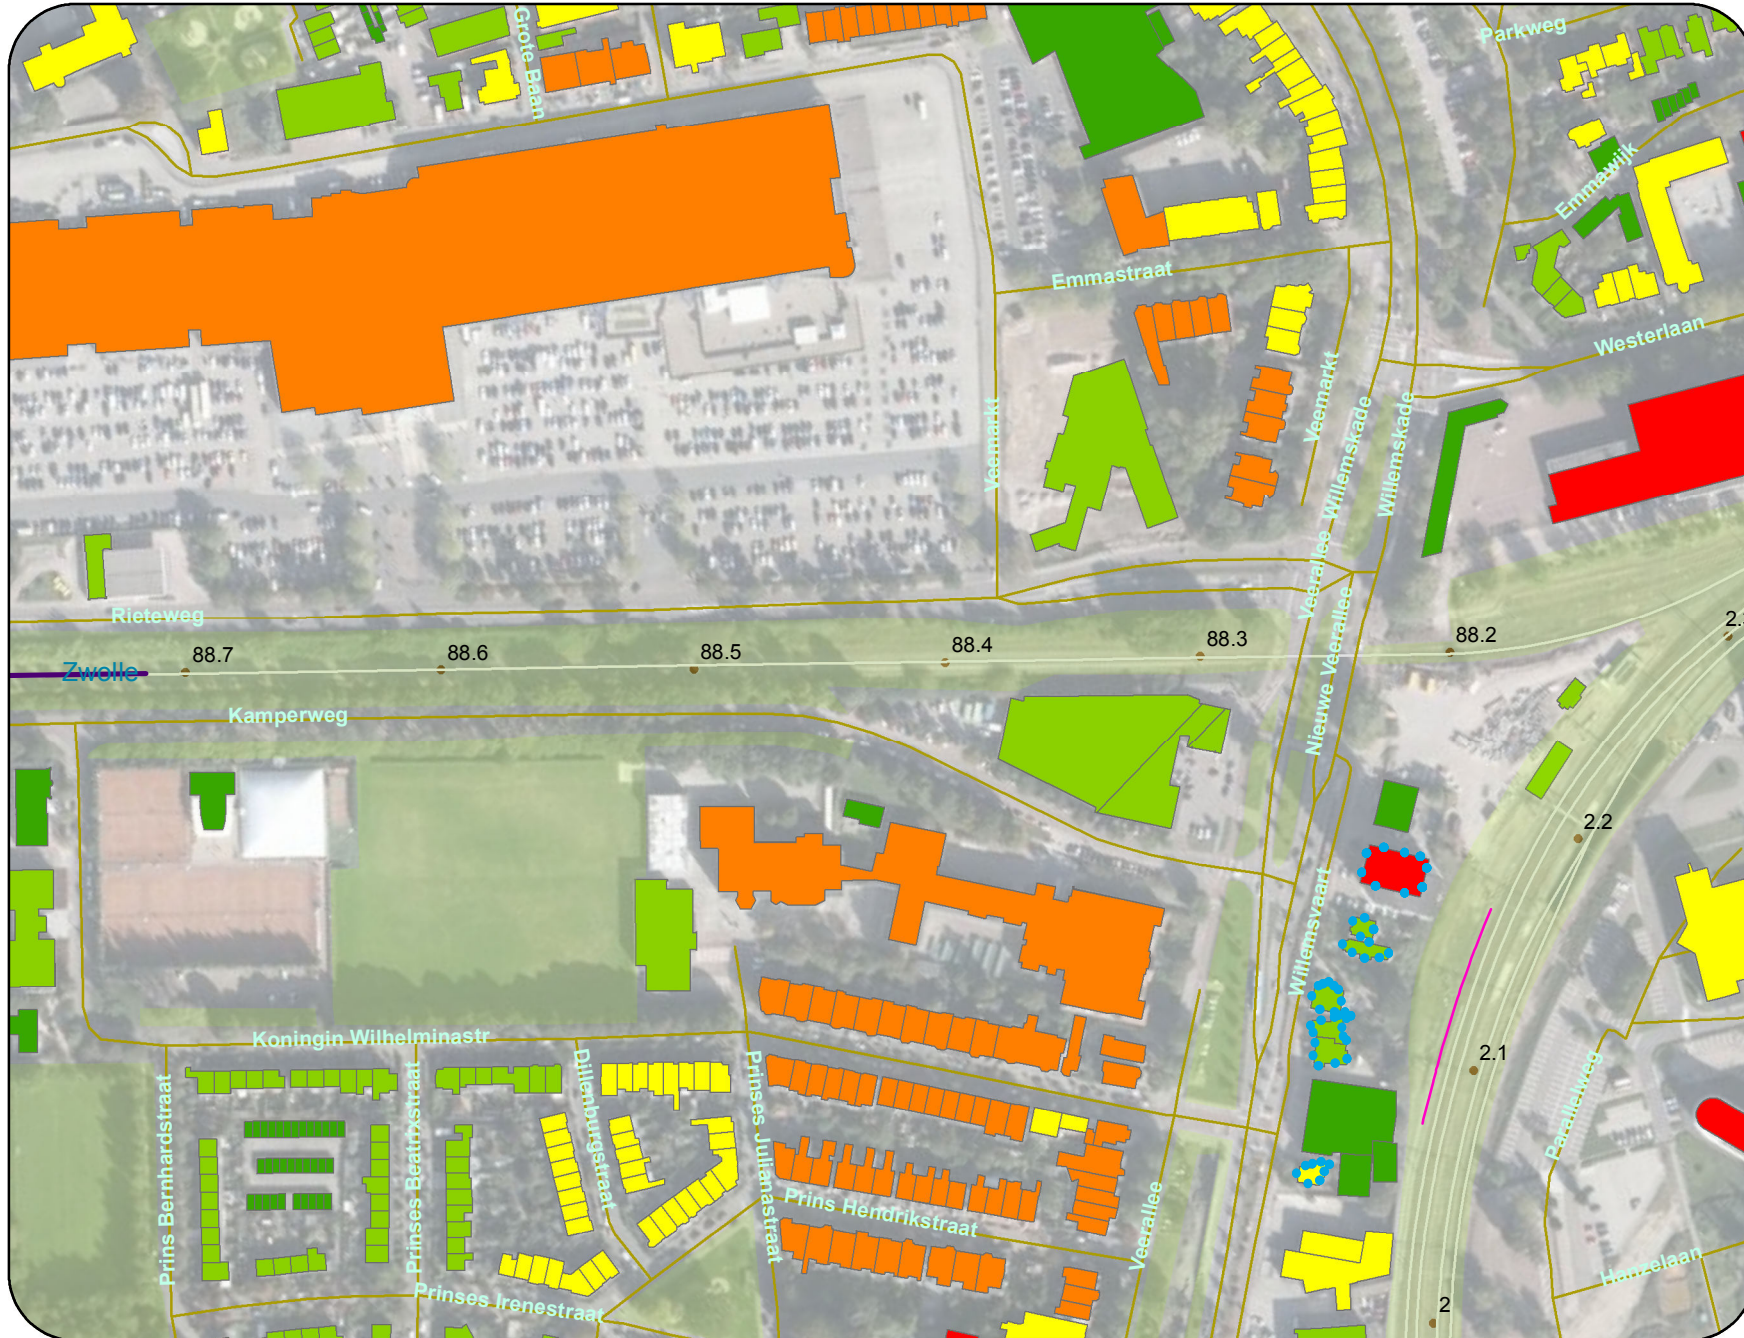 Grote Baan
Parkweg
Emmawijk
Emmastraat
Westerlaan
Veemarkt
Veemarkt
Veerallee Willemskade
Willemskade
Rieteweg
Zwolle
88.7
88.6
88.5
88.4
88.3
88.2
Kamperweg
Nieuwe Veerallee
2.2
Willemsvaart
2.1
Koningin Wilhelminastr
Prins Bernhardstraat
Prinses Beatrixstraat
Dillenburgstraat
Prinses Julianastraat
Parallelweg
Prins Hendrikstraat
Veerallee
Hanzelaan
Prinses Irenestraat
2